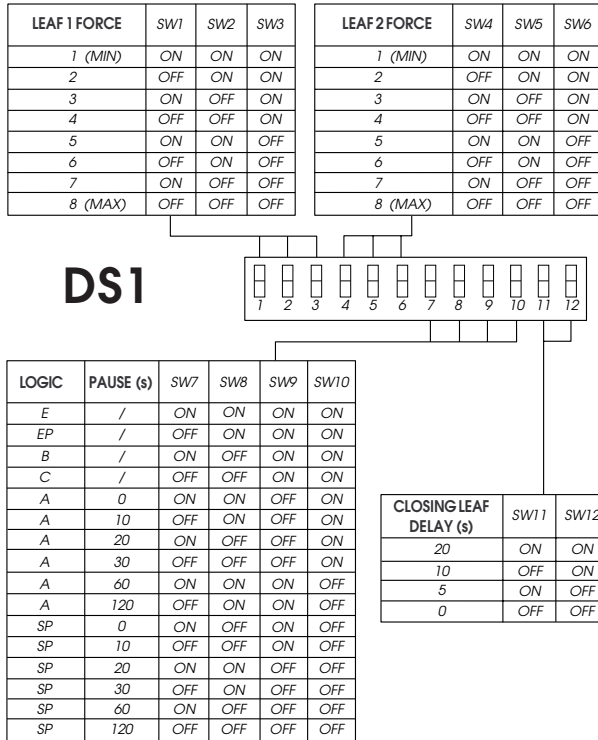 LEAF 1 FORCE SW1 SW2 SW3
1 (MIN) ON ON ON
2 OFF ON ON
3 ON OFF ON
4 OFF OFF ON
5 ON ON OFF
6 OFF ON OFF
7 ON OFF OFF
8 (MAX) OFF OFF OFF
LEAF 2 FORCE SW4 SW5 SW6
1 (MIN) ON ON ON
2 OFF ON ON
3 ON OFF ON
4 OFF OFF ON
5 ON ON OFF
6 OFF ON OFF
7 ON OFF OFF
8 (MAX) OFF OFF OFF
DS1
1 2 3 4 5 6 7 8 9 10 11 12
LOGIC PAUSE (s) SW7 SW8 SW9 SW10
E / ON ON ON ON
EP / OFF ON ON ON
B / ON OFF ON ON
C / OFF OFF ON ON
A 0 ON ON OFF ON
A 10 OFF ON OFF ON
A 20 ON OFF OFF ON
A 30 OFF OFF OFF ON
A 60 ON ON ON OFF
A 120 OFF ON ON OFF
SP 0 ON OFF ON OFF
SP 10 OFF OFF ON OFF
SP 20 ON ON OFF OFF
SP 30 OFF ON OFF OFF
SP 60 ON OFF OFF OFF
SP 120 OFF OFF OFF OFF
CLOSING LEAF
DELAY (s) SW11 SW12
20 ON ON
10 OFF ON
5 ON OFF
0 OFF OFF